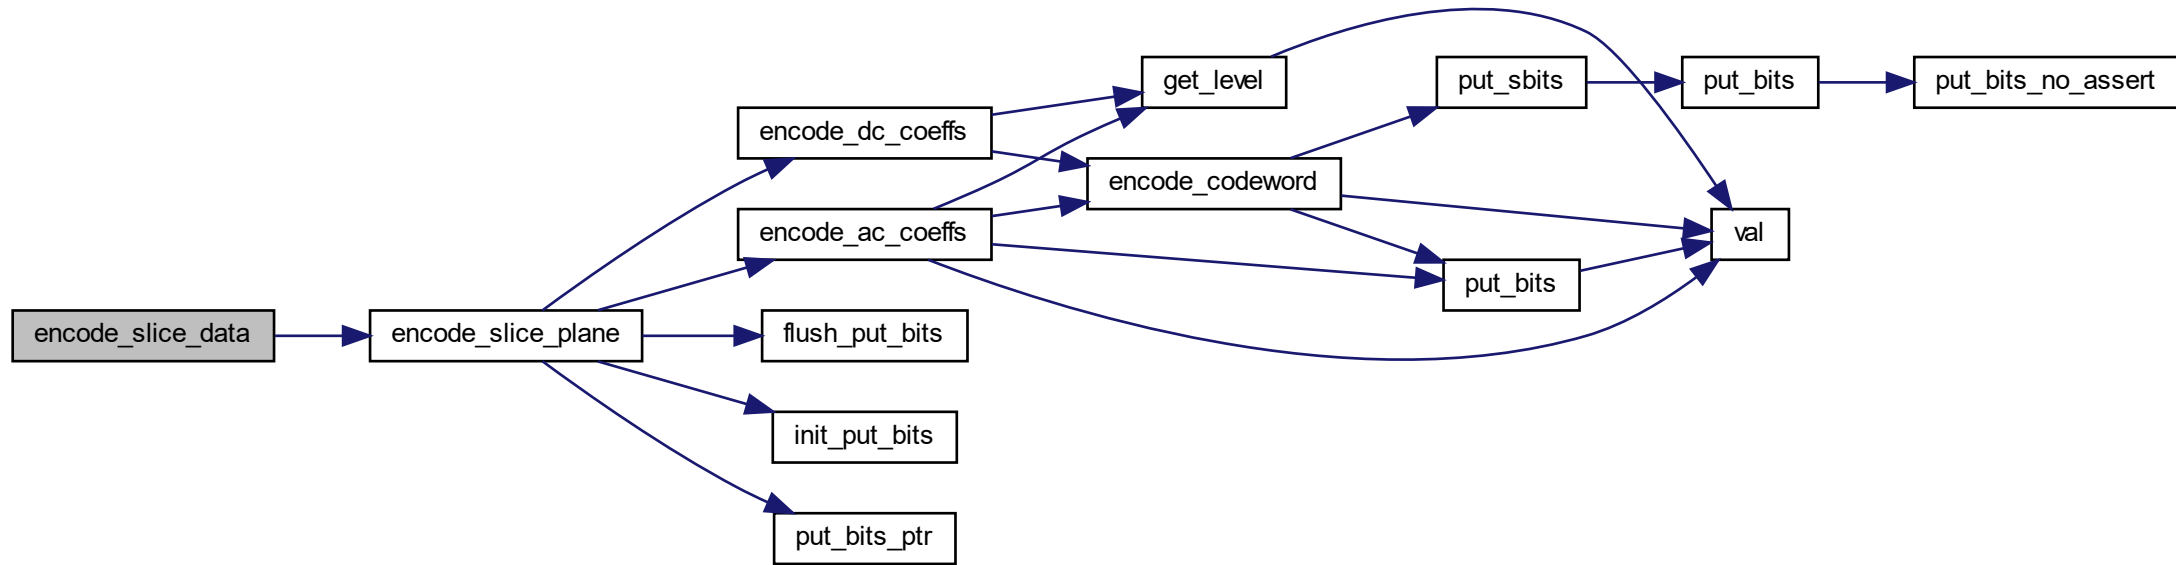 encode_slice_data
encode_slice_plane
encode_dc_coeffs
encode_ac_coeffs
flush_put_bits
init_put_bits
put_bits_ptr
get_level
encode_codeword
put_sbits
put_bits
put_bits
put_bits_no_assert
val